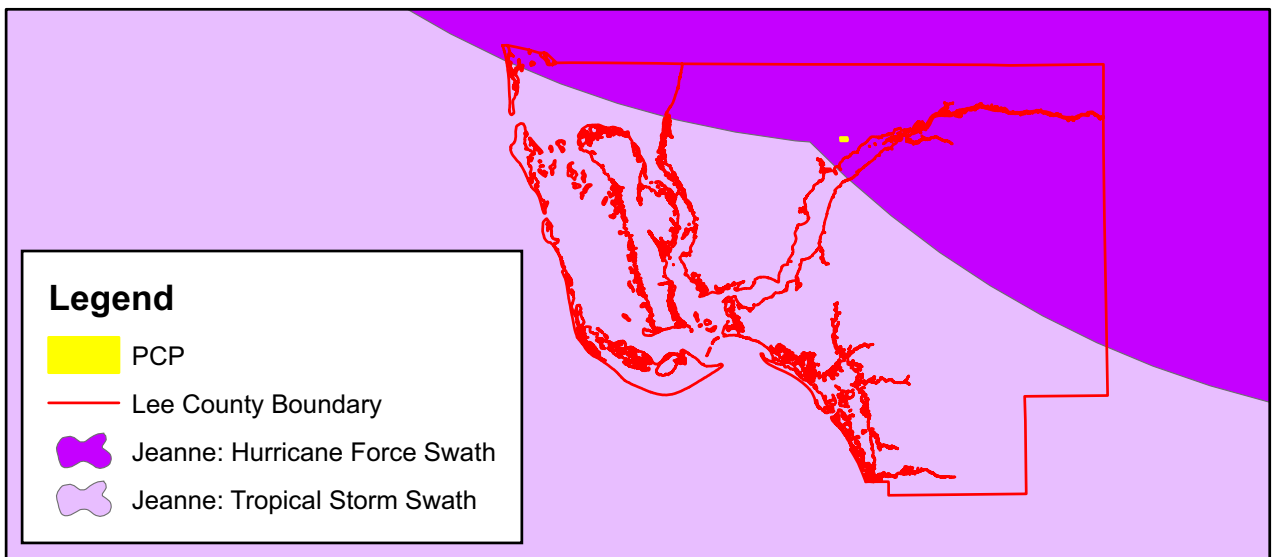 Legend
PCP
Lee County Boundary
Jeanne: Hurricane Force Swath
Jeanne: Tropical Storm Swath